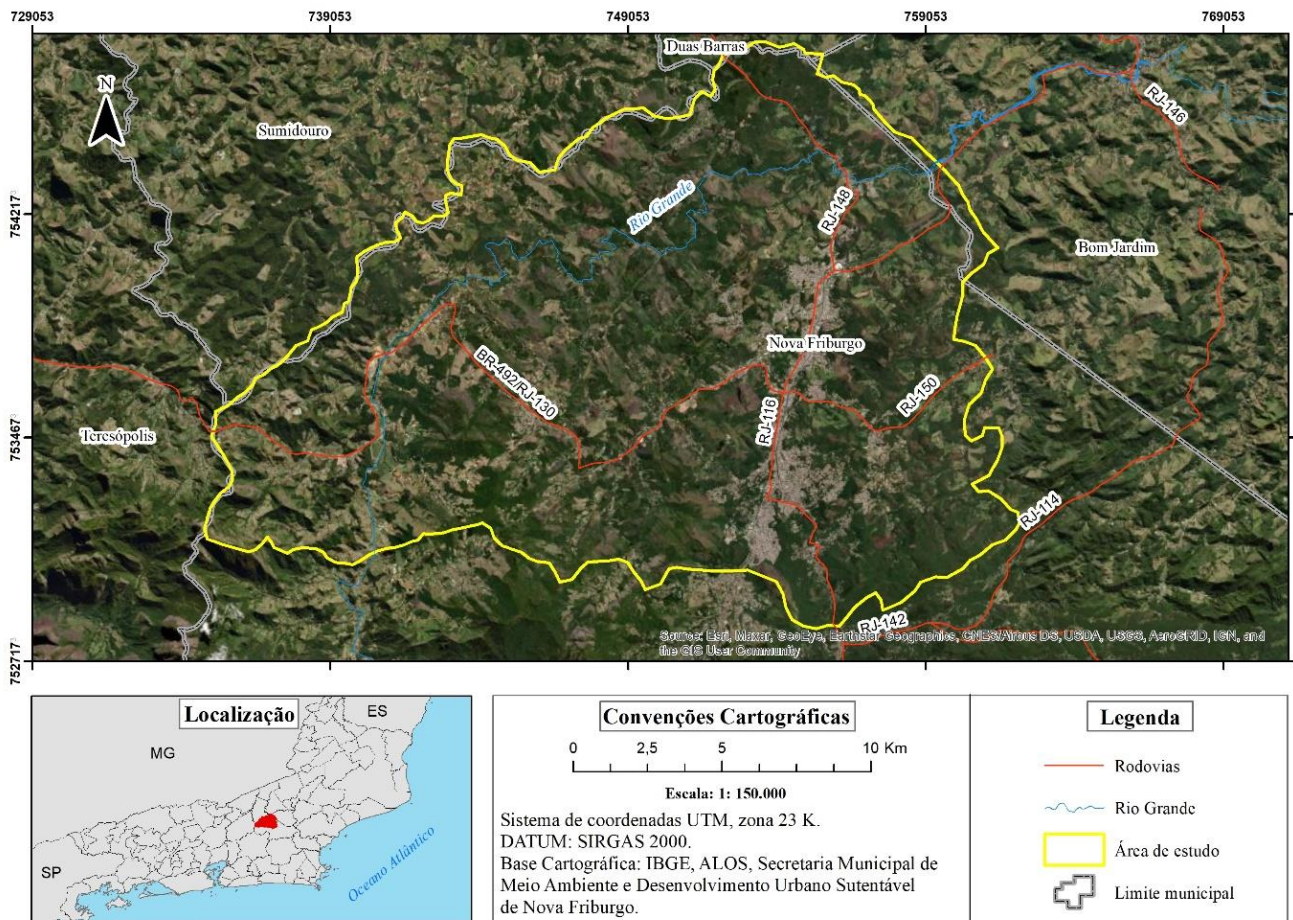 729053 739053 749053 759053 769053
Duas Barras
N
Sumidouro
RJ-146
Rio Grande
RJ-148
754217
Bom Jardim
Nova Friburgo
BR-492/RJ-130
RJ-150
RJ-116
Teresópolis
753467
RJ-114
RJ-142
Source: Esri, Maxar, GeoEye, Earthstar Geographics, CNES/Airbus DS, USDA, USGS, AeroGRID, IGN, and
the GIS User Community
752717
Localização
ES
MG
SP
Oceano Atlântico
Convenções Cartográficas
0 2,5 5 10 Km
Escala: 1: 150.000
Sistema de coordenadas UTM, zona 23 K.
DATUM: SIRGAS 2000.
Base Cartográfica: IBGE, ALOS, Secretaria Municipal de
Meio Ambiente e Desenvolvimento Urbano Sutentável
de Nova Friburgo.
Legenda
Rodovias
Rio Grande
Área de estudo
Limite municipal